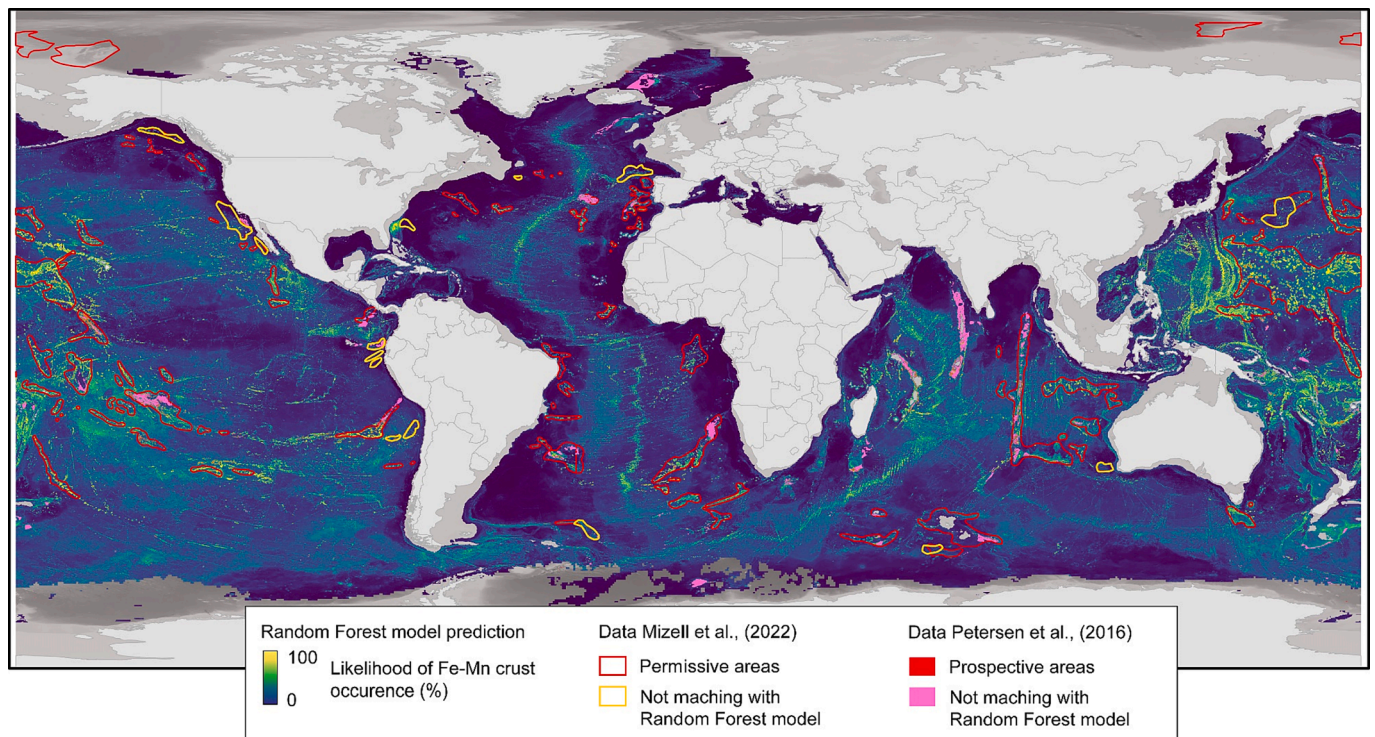 Random Forest model prediction
100
0
Likelihood of Fe-Mn crust
occurence (%)
Data Mizell et al., (2022)
Permissive areas
Not maching with
Random Forest model
Data Petersen et al., (2016)
Prospective areas
Not maching with
Random Forest model